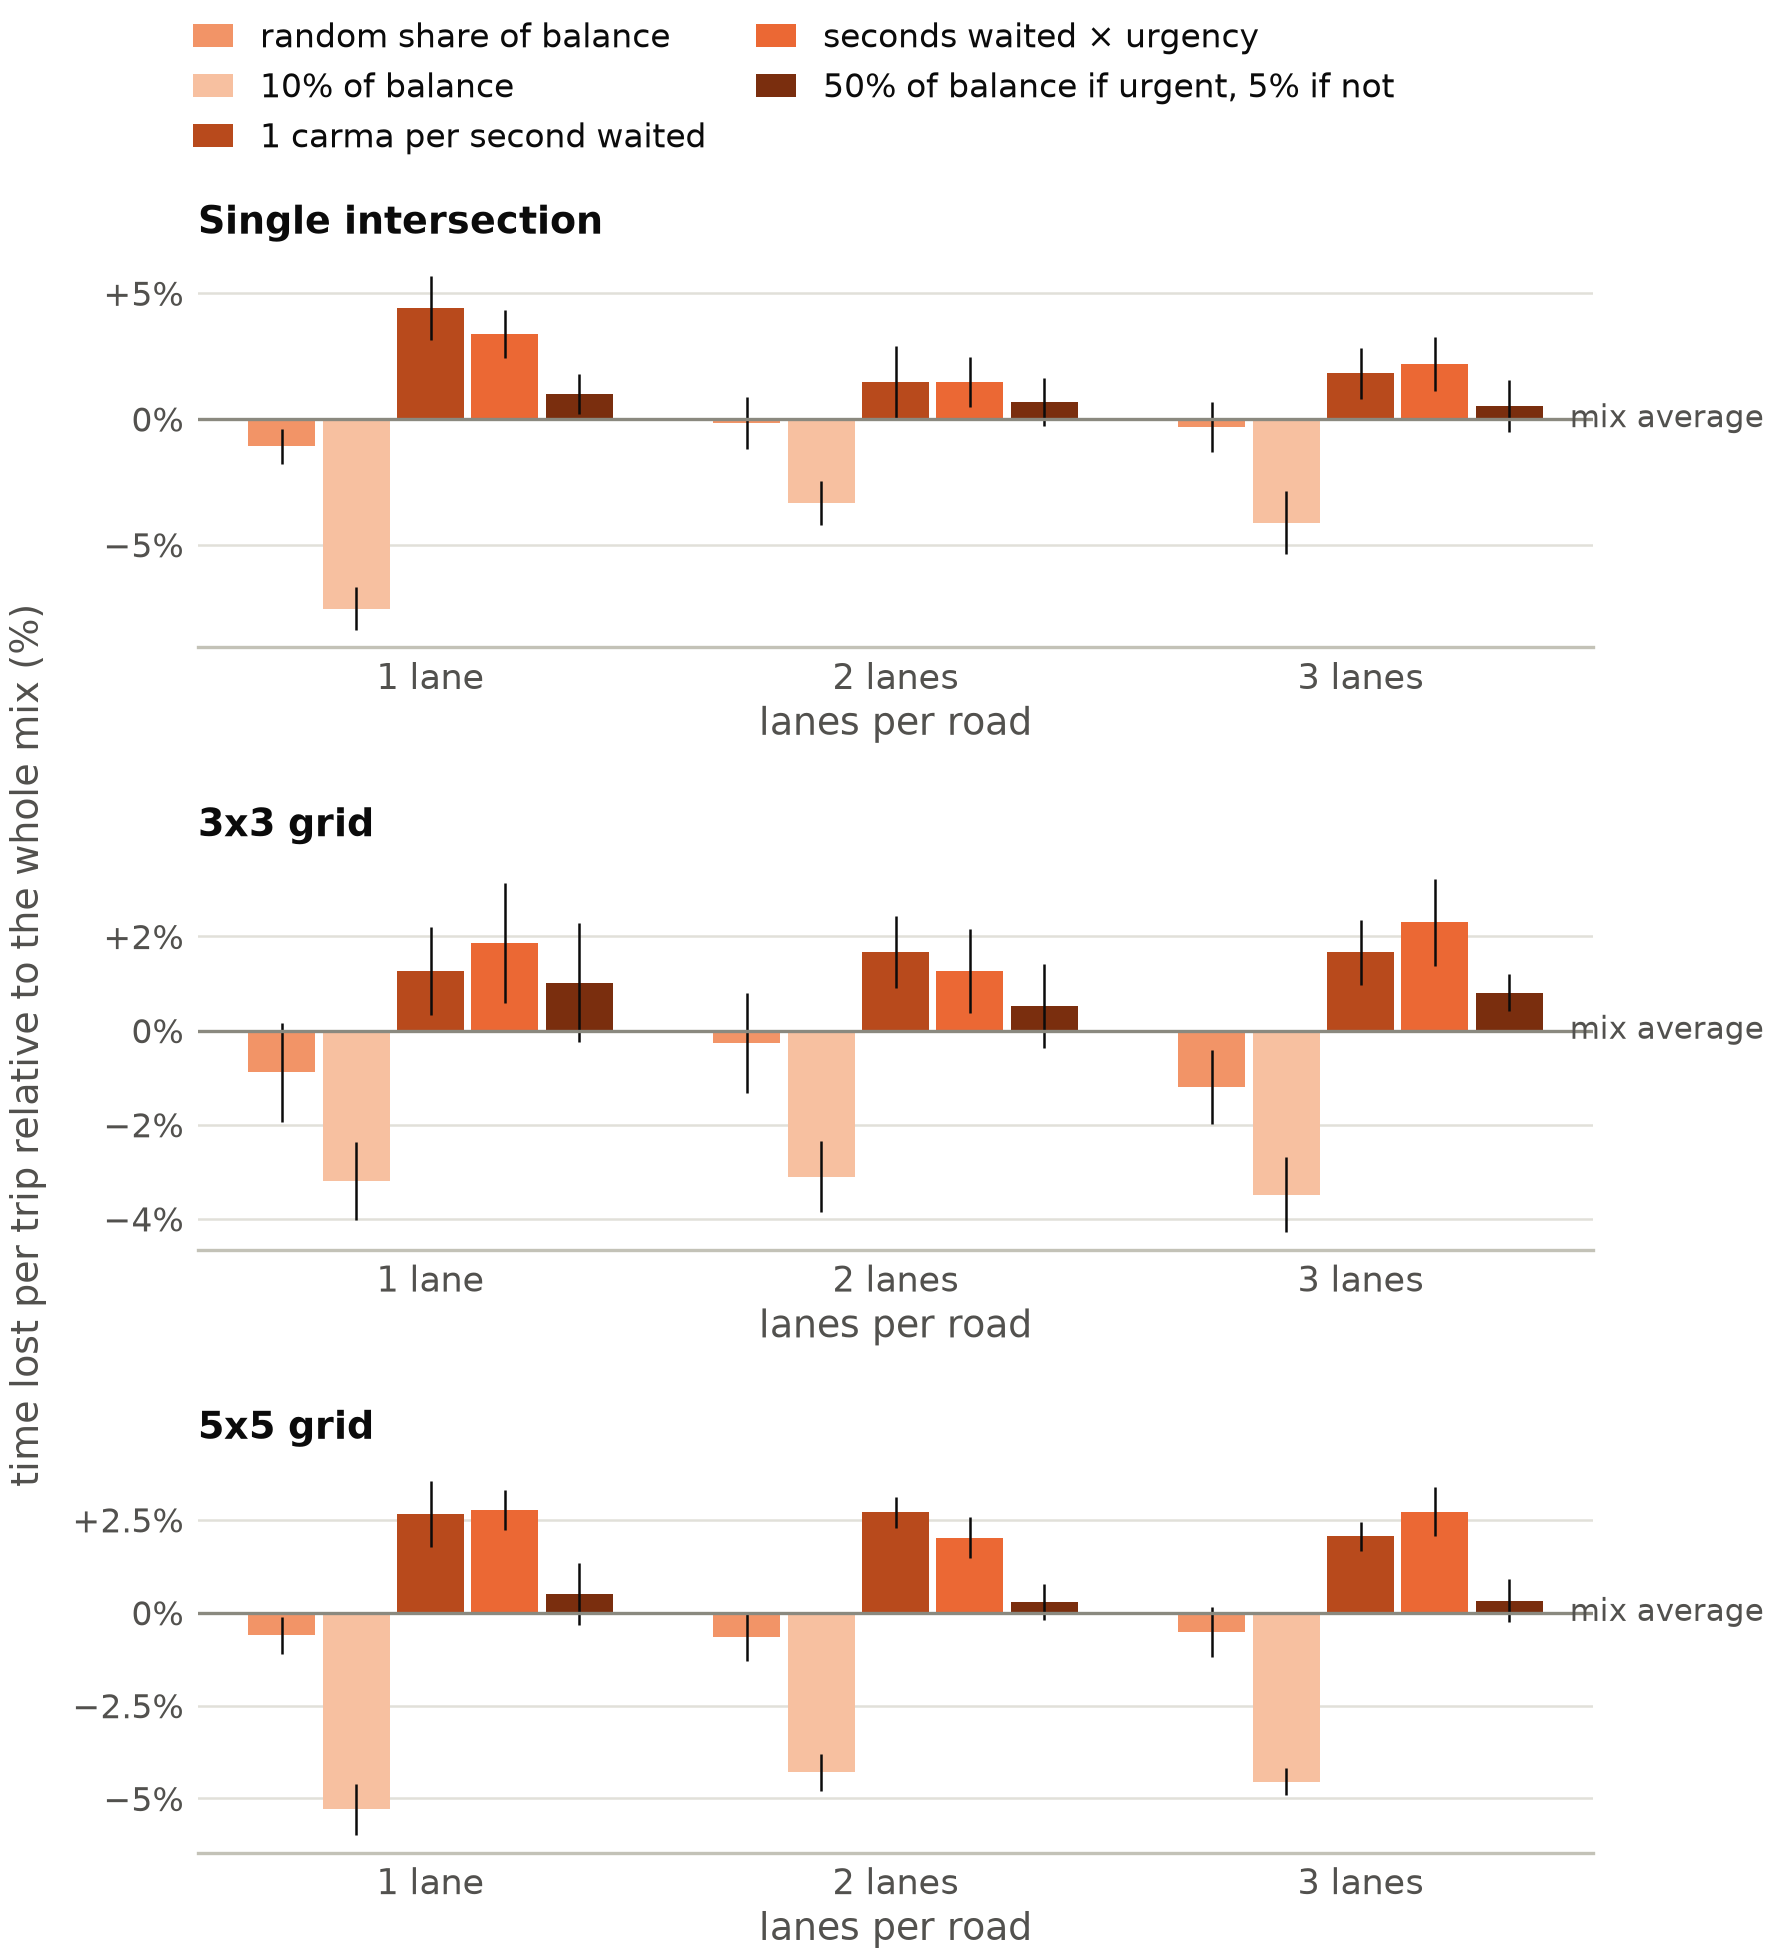 random share of balance
10% of balance
1 carma per second waited
seconds waited × urgency
50% of balance if urgent, 5% if not
time lost per trip relative to the whole mix (%)
Single intersection
+5%
0%
−5%
mix average
1 lane
2 lanes
3 lanes
lanes per road
3x3 grid
+2%
0%
−2%
−4%
mix average
1 lane
2 lanes
3 lanes
lanes per road
5x5 grid
+2.5%
0%
−2.5%
−5%
mix average
1 lane
2 lanes
3 lanes
lanes per road